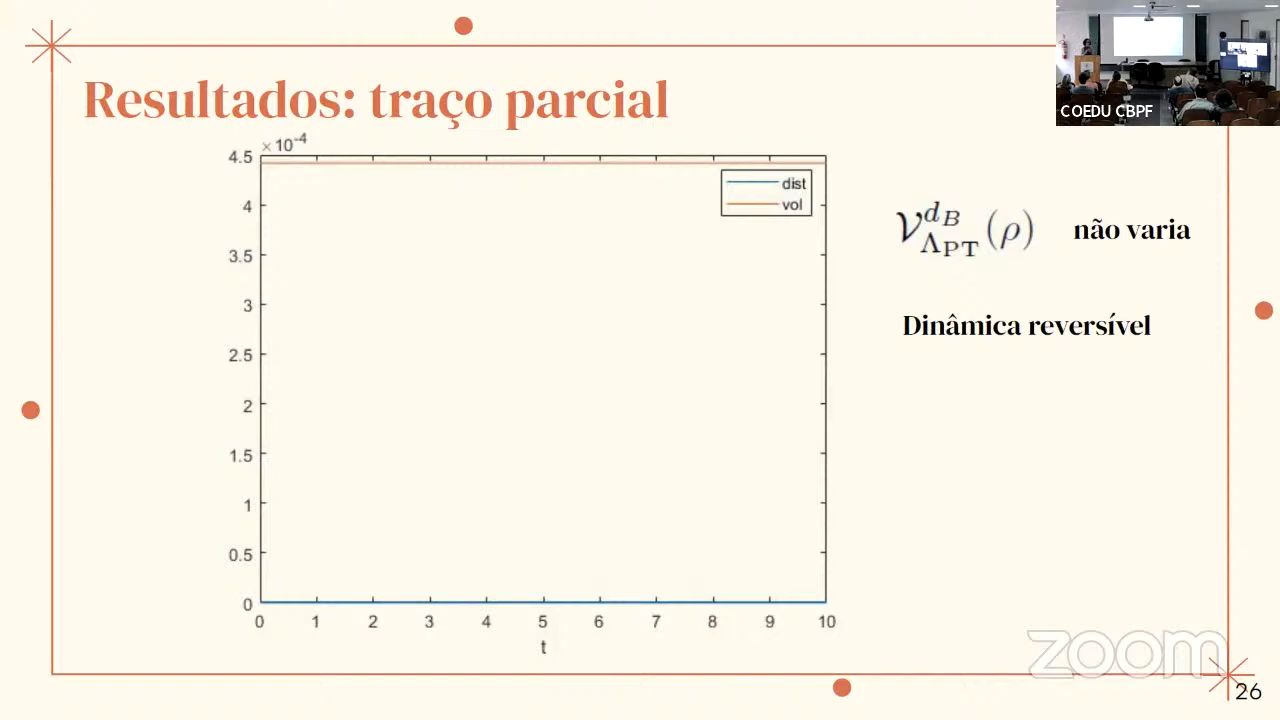 COEDU CBPF
Resultados: traço parcial
×10⁻⁴
4.5
4
3.5
3
2.5
2
1.5
1
0.5
0
0 1 2 3 4 5 6 7 8 9 10
t
dist
vol
𝒱_{Λ_PT}^{d_B}(ρ) não varia
Dinâmica reversível
zoom
26